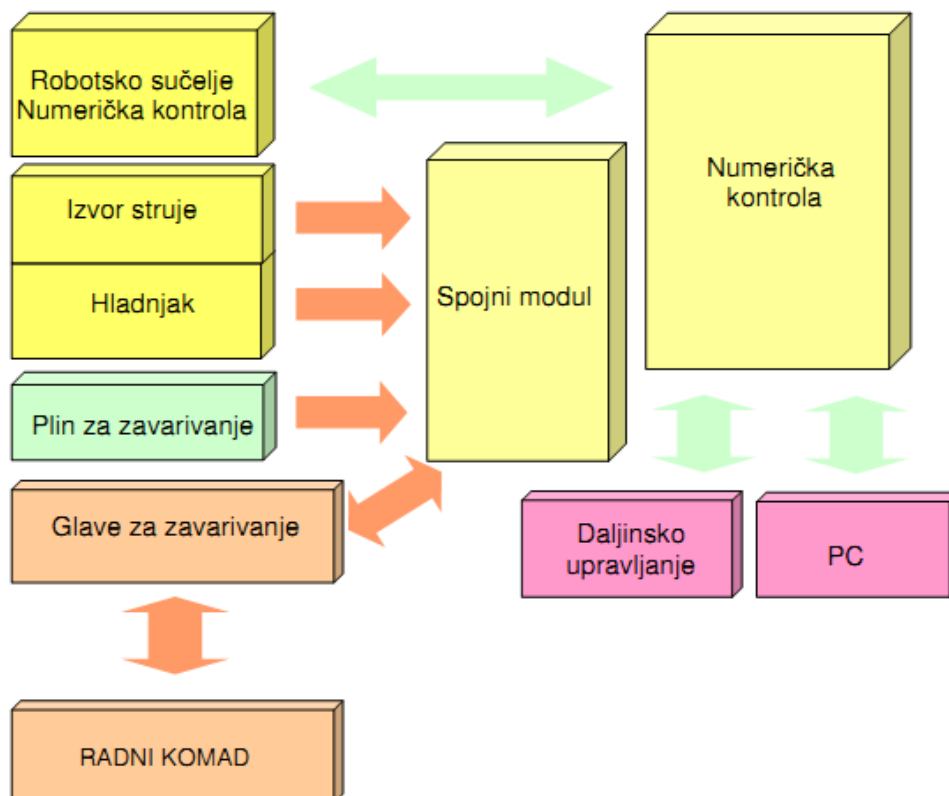 Robotsko sučelje
Numerička kontrola
Izvor struje
Hladnjak
Plin za zavarivanje
Glave za zavarivanje
RADNI KOMAD
Spojni modul
Numerička
kontrola
Daljinsko
upravljanje
PC